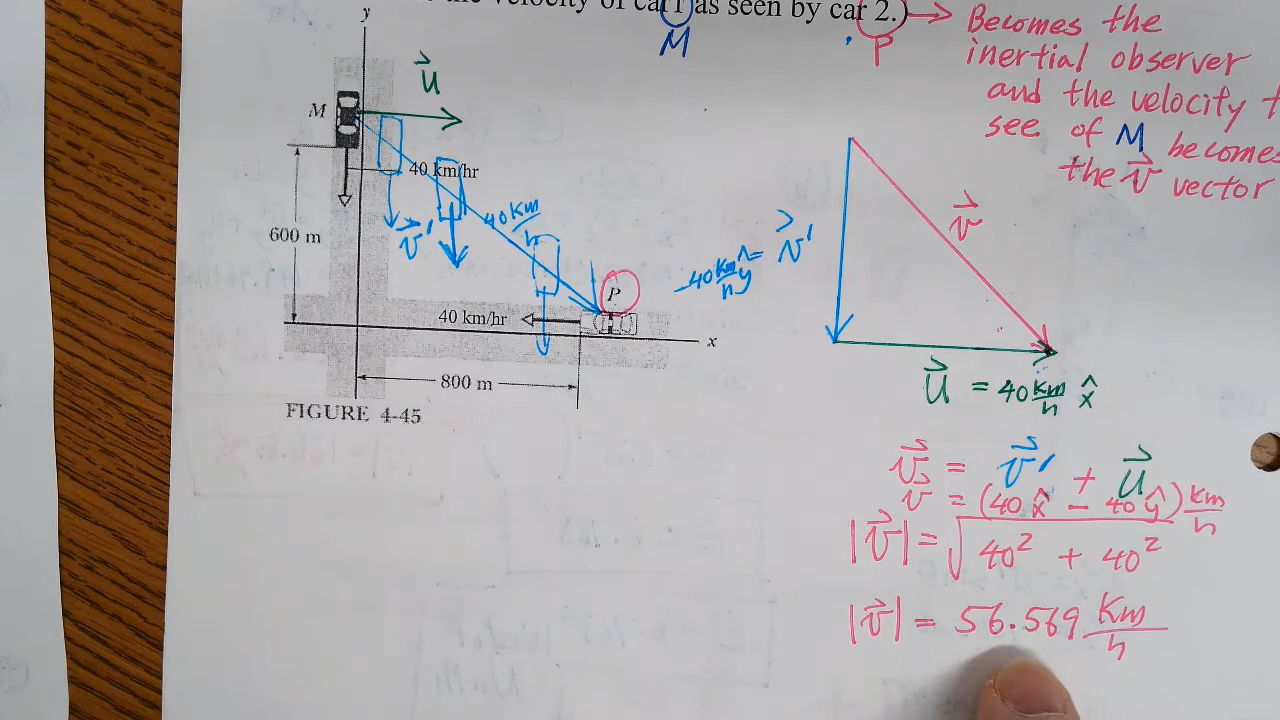 the velocity of car 1 as seen by car 2.)
M
P
Becomes the
inertial observer
and the velocity
see of M becomes
the v⃗ vector
y
u⃗
M
40 km/hr
40 km/h
v⃗'
600 m
P
40 km/hr
x
800 m
FIGURE 4-45
v⃗
-40 km/h ŷ = v⃗'
u⃗ = 40 km/h x̂
v⃗ = v⃗' + u⃗
v⃗ = (40 x̂ - 40 ŷ) km/h
|v⃗| = √40² + 40²
|v⃗| = 56.569 km/h